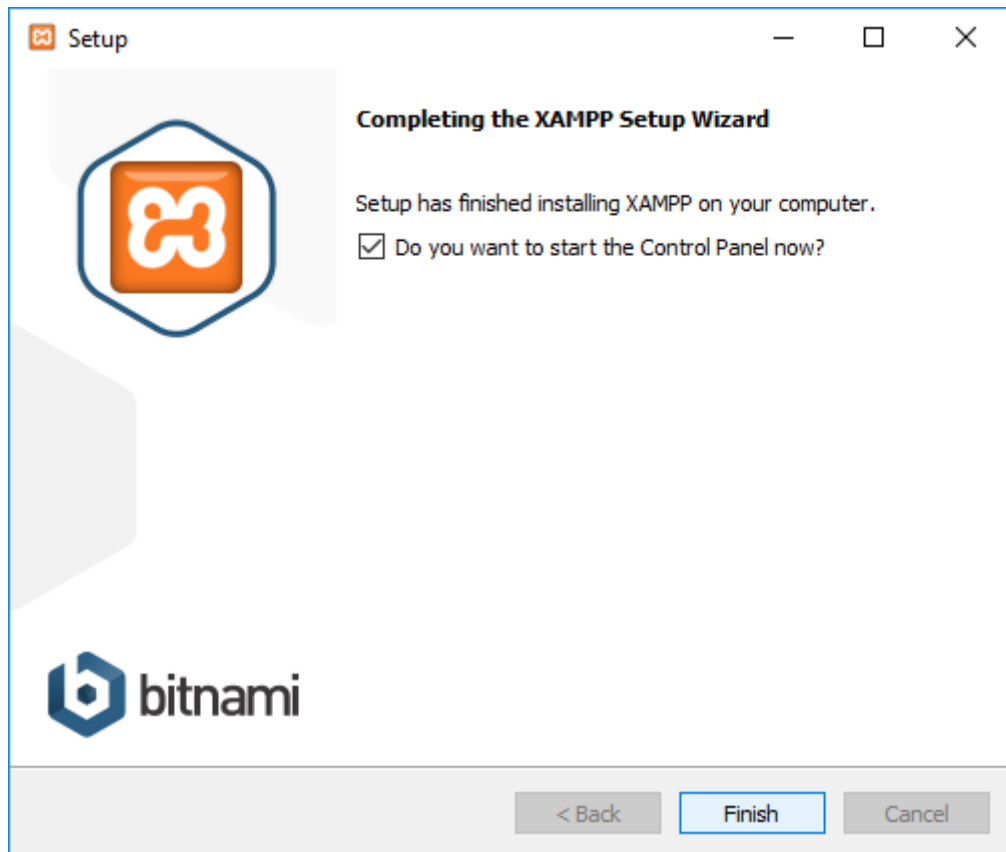 Setup
Completing the XAMPP Setup Wizard
Setup has finished installing XAMPP on your computer.
Do you want to start the Control Panel now?
bitnami
< Back
Finish
Cancel